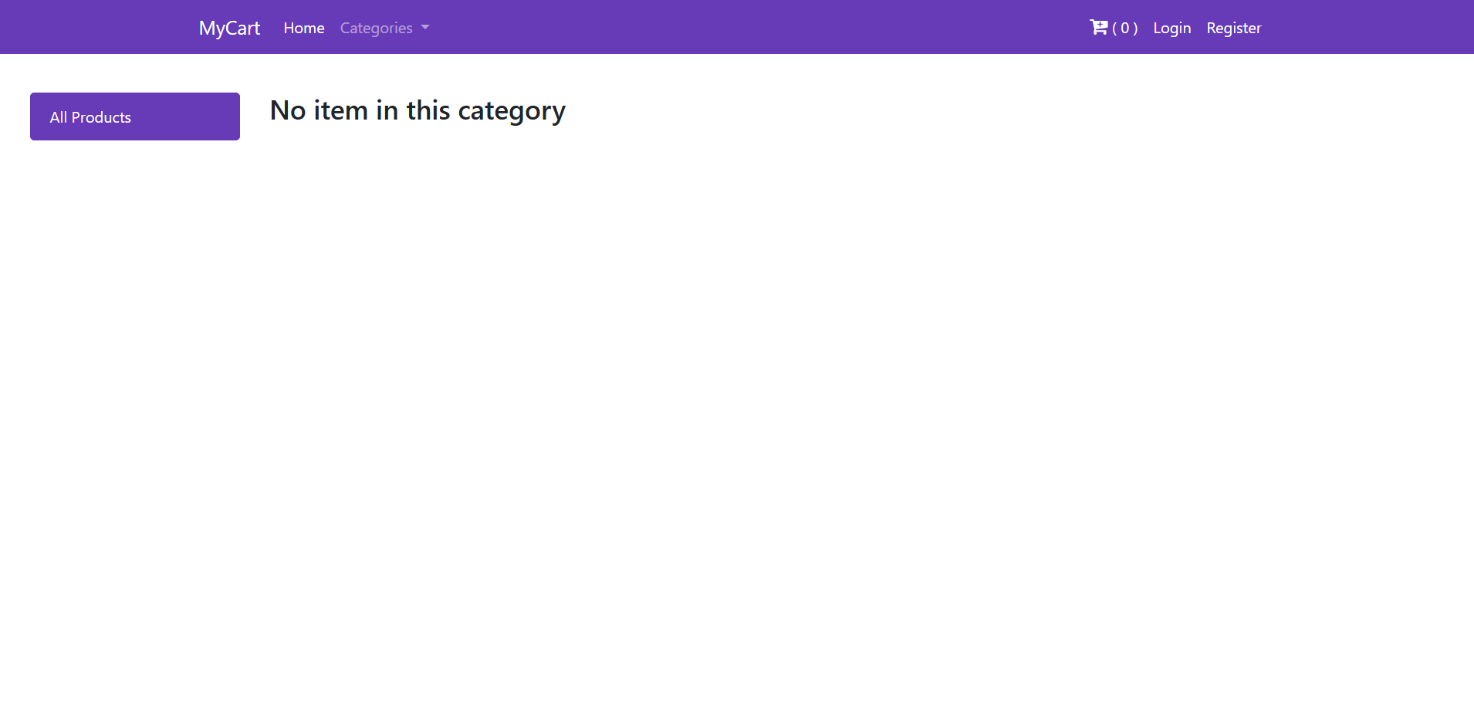 MyCart Home Categories ( 0 ) Login Register
All Products
No item in this category